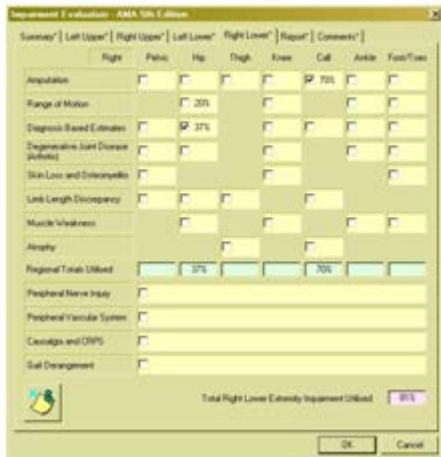 Impairment Evaluation - AMA 5th Edition
Summary* | Left Upper* | Right Upper* | Left Lower* | Right Lower* | Report* | Comments*
Right Pelvis Hip Thigh Knee Calf Ankle Foot/Toes
Amputation 70%
Range of Motion 20%
Diagnosis Based Estimates 37%
Degenerative Joint Disease
(Arthritis)
Skin Loss and Osteomyelitis
Limb Length Discrepancy
Muscle Weakness
Atrophy
Regional Totals Utilised 37% 70%
Peripheral Nerve Injury
Peripheral Vascular System
Causalgia and CRPS
Gait Derangement
Total Right Lower Extremity Impairment Utilised 81%
OK Cancel